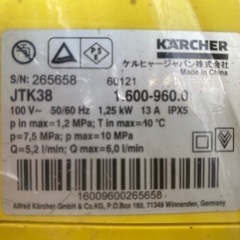 KÄRCHER
ケルヒャージャパン株式会社
Made in China
S/N: 265658 60121
JTK38 1.600-960.0
100 V~ 50/60 Hz 1,25 kW 13 A IPX5
p in max=1,2 MPa; T in max=40 °C
p=7,5 MPa; p max=10 MPa
Q=5,2 l/min; Q max=6,0 l/min
16009600265658
Alfred Kärcher GmbH & Co.KG, P.O.Box 160, 71349 Winnenden, Germany